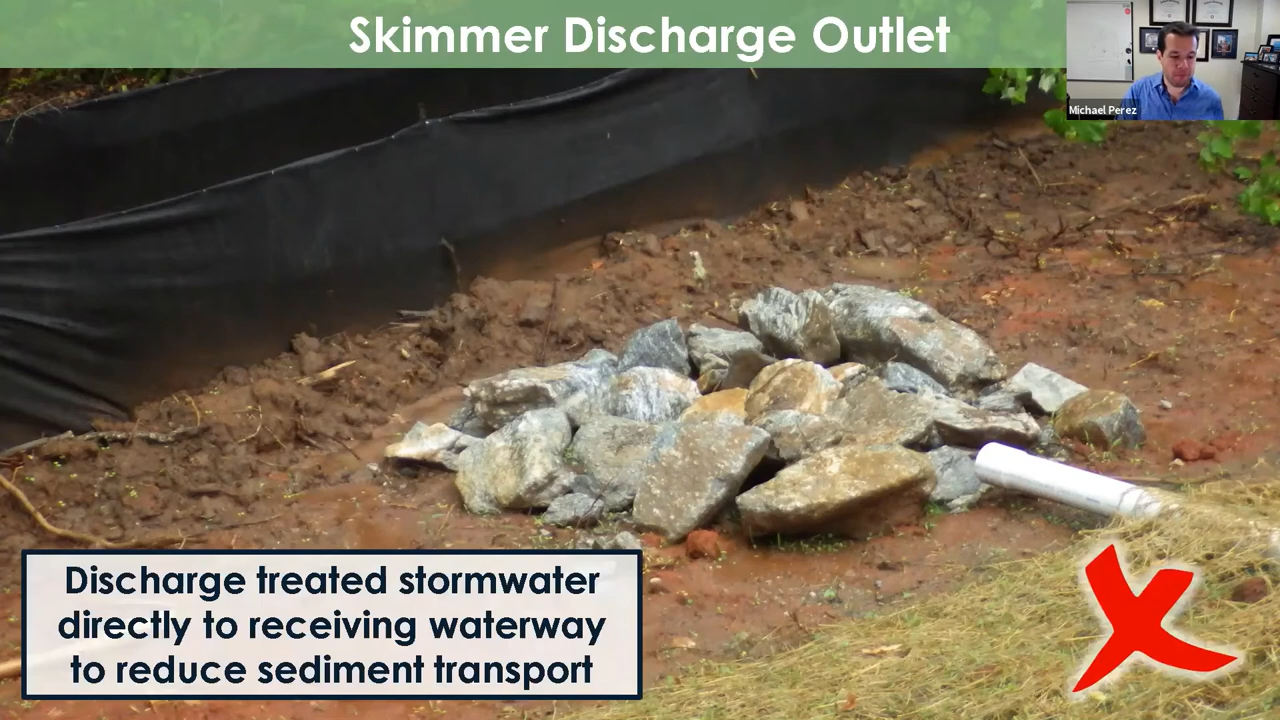 Skimmer Discharge Outlet
Michael Perez
Discharge treated stormwater
directly to receiving waterway
to reduce sediment transport